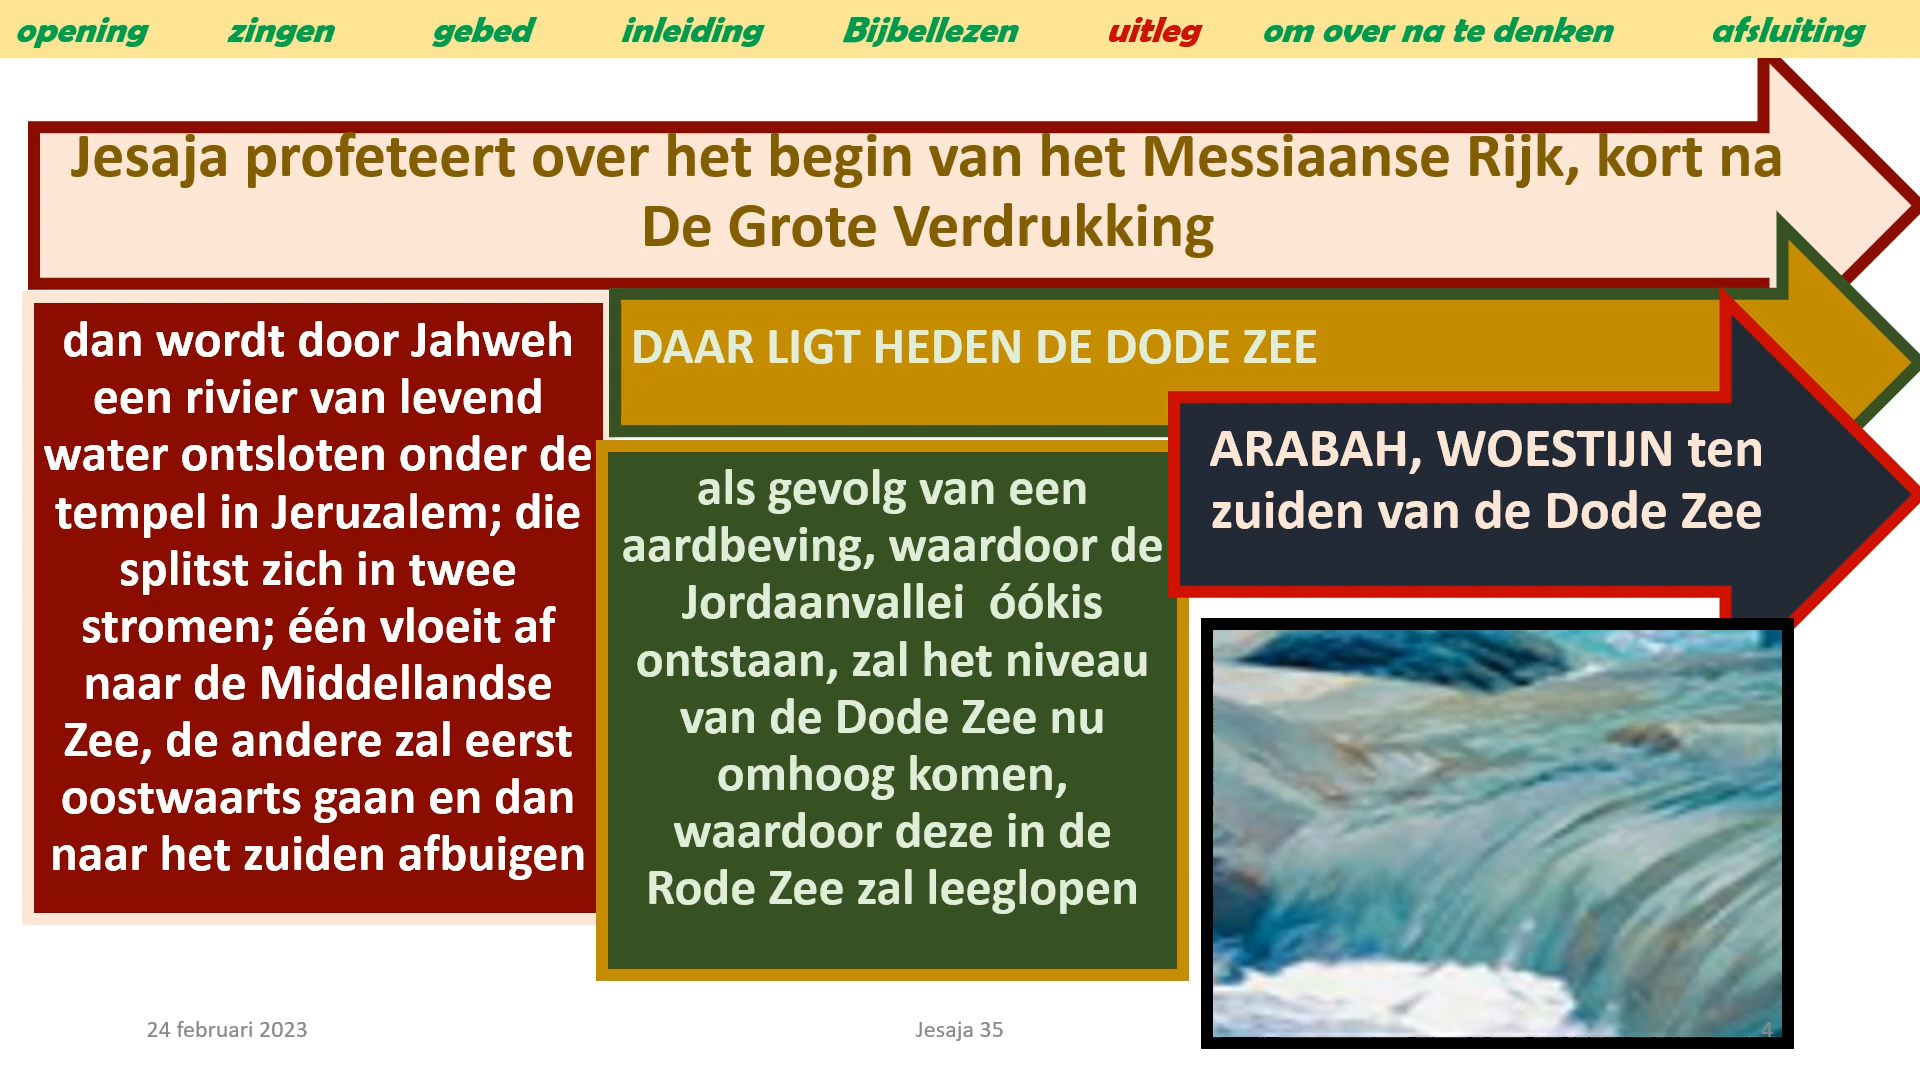 opening zingen gebed inleiding Bijbellezen uitleg om over na te denken afsluiting
Jesaja profeteert over het begin van het Messiaanse Rijk, kort na
De Grote Verdrukking
dan wordt door Jahweh
een rivier van levend
water ontsloten onder de
tempel in Jeruzalem; die
splitst zich in twee
stromen; één vloeit af
naar de Middellandse
Zee, de andere zal eerst
oostwaarts gaan en dan
naar het zuiden afbuigen
DAAR LIGT HEDEN DE DODE ZEE
als gevolg van een
aardbeving, waardoor de
Jordaanvallei óókis
ontstaan, zal het niveau
van de Dode Zee nu
omhoog komen,
waardoor deze in de
Rode Zee zal leeglopen
ARABAH, WOESTIJN ten
zuiden van de Dode Zee
24 februari 2023
Jesaja 35
4